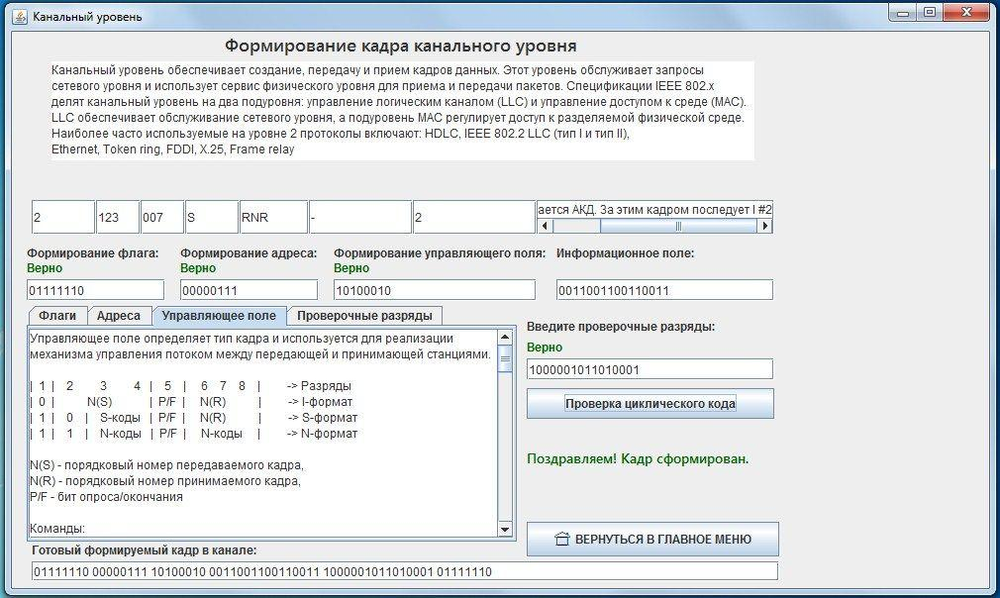 Канальный уровень
Формирование кадра канального уровня
Канальный уровень обеспечивает создание, передачу и прием кадров данных. Этот уровень обслуживает запросы
сетевого уровня и использует сервис физического уровня для приема и передачи пакетов. Спецификации IEEE 802.x
делят канальный уровень на два подуровня: управление логическим каналом (LLC) и управление доступом к среде (MAC).
LLC обеспечивает обслуживание сетевого уровня, а подуровень MAC регулирует доступ к разделяемой физической среде.
Наиболее часто используемые на уровне 2 протоколы включают: HDLC, IEEE 802.2 LLC (тип I и тип II),
Ethernet, Token ring, FDDI, X.25, Frame relay
2 123 007 S RNR - 2 ается АКД. За этим кадром последует I #2
Формирование флага: Формирование адреса: Формирование управляющего поля: Информационное поле:
Верно Верно Верно
01111110 00000111 10100010 0011001100110011
Флаги Адреса Управляющее поле Проверочные разряды
Управляющее поле определяет тип кадра и используется для реализации
механизма управления потоком между передающей и принимающей станциями.
| 1 | 2 3 4 | 5 | 6 7 8 | -> Разряды
| 0 | N(S) | P/F | N(R) | -> I-формат
| 1 | 0 | S-коды | P/F | N(R) | -> S-формат
| 1 | 1 | N-коды | P/F | N-коды | -> N-формат
N(S) - порядковый номер передаваемого кадра,
N(R) - порядковый номер принимаемого кадра,
P/F - бит опроса/окончания
Команды:
Введите проверочные разряды:
Верно
1000001011010001
Проверка циклического кода
Поздравляем! Кадр сформирован.
ВЕРНУТЬСЯ В ГЛАВНОЕ МЕНЮ
Готовый формируемый кадр в канале:
01111110 00000111 10100010 0011001100110011 1000001011010001 01111110